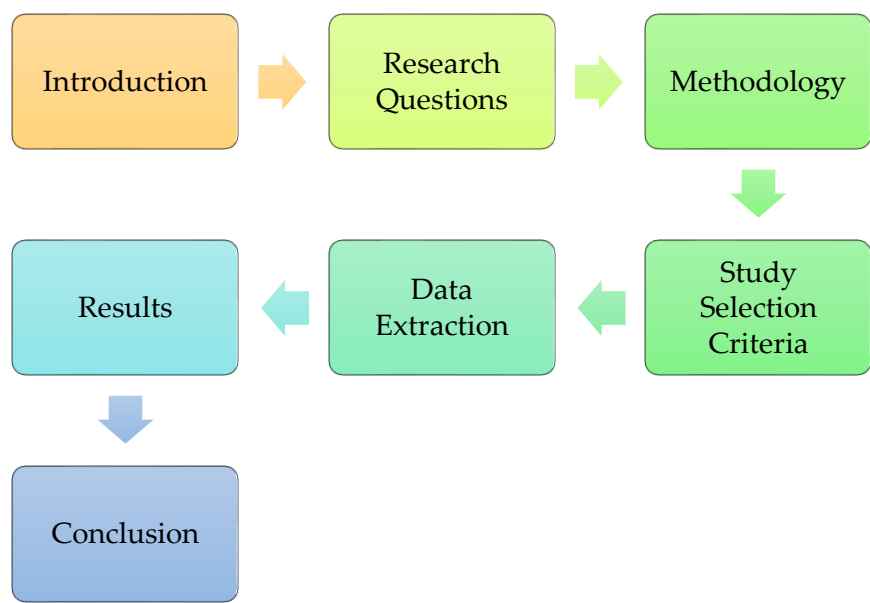 Introduction
Research
Questions
Methodology
Study
Selection
Criteria
Data
Extraction
Results
Conclusion